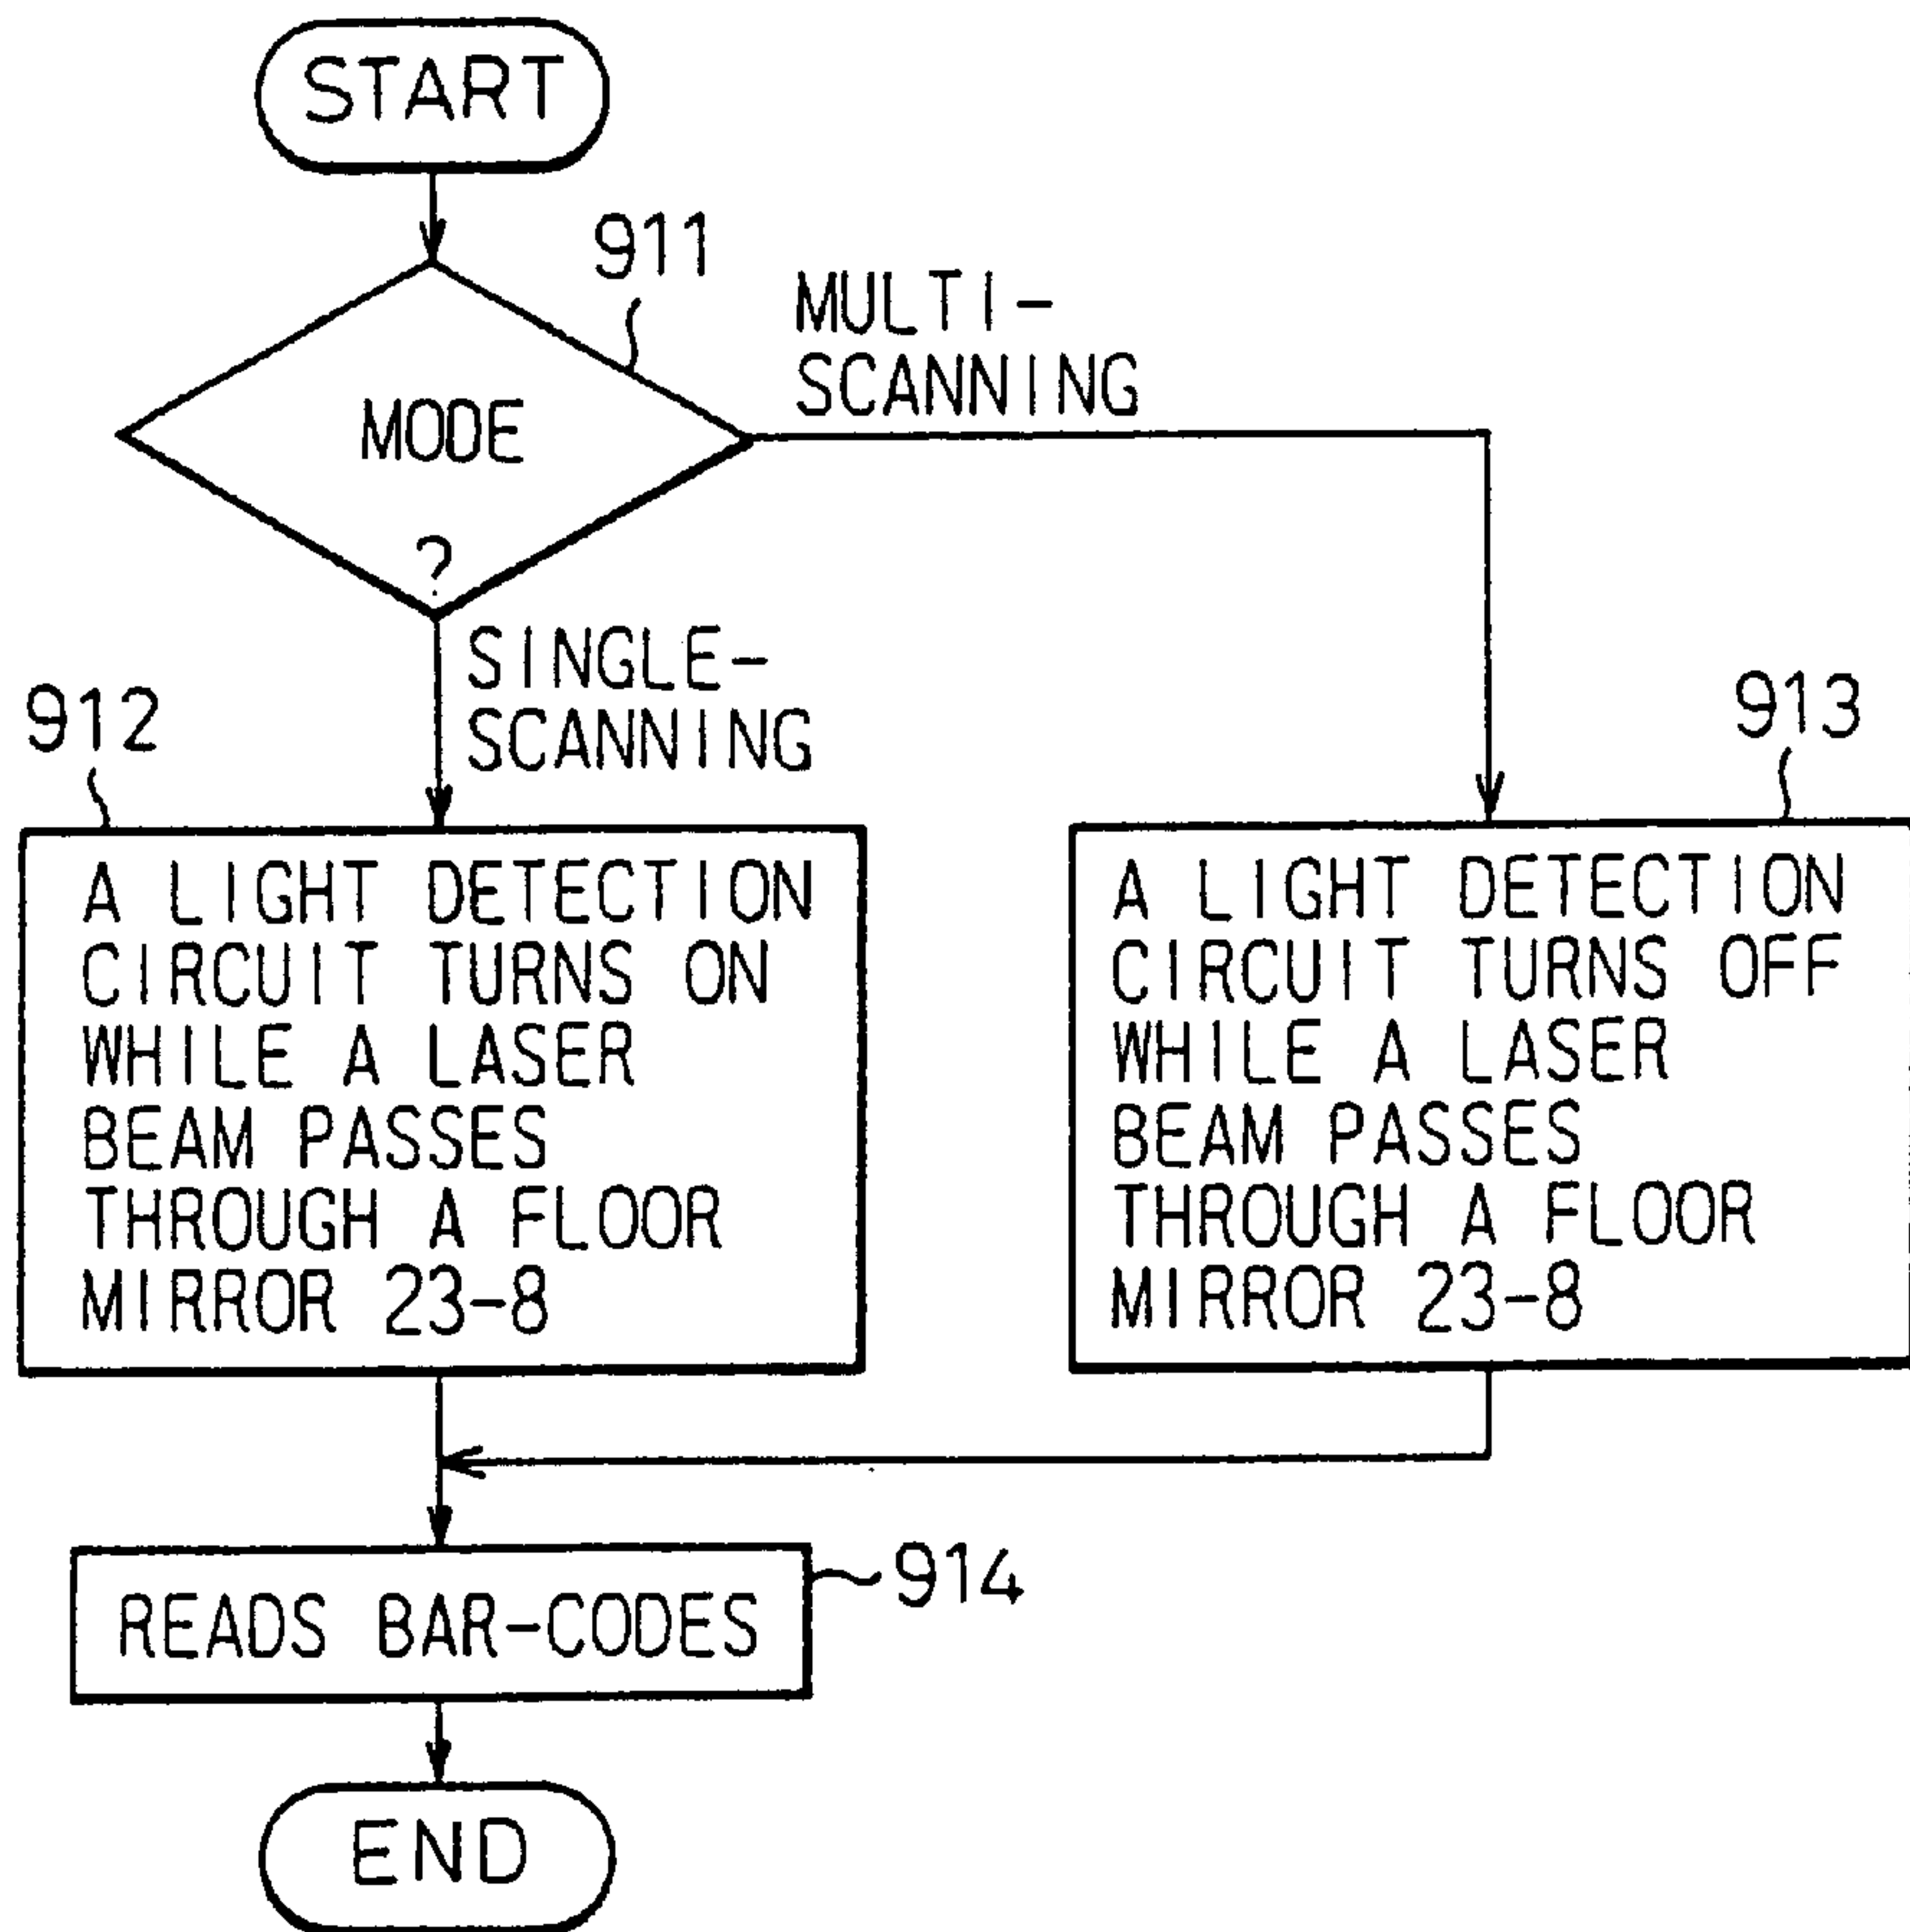 START
911
MULTI-
SCANNING
MODE
?
SINGLE-
SCANNING
912
913
A LIGHT DETECTION
CIRCUIT TURNS ON
WHILE A LASER
BEAM PASSES
THROUGH A FLOOR
MIRROR 23-8
A LIGHT DETECTION
CIRCUIT TURNS OFF
WHILE A LASER
BEAM PASSES
THROUGH A FLOOR
MIRROR 23-8
READS BAR-CODES
914
END